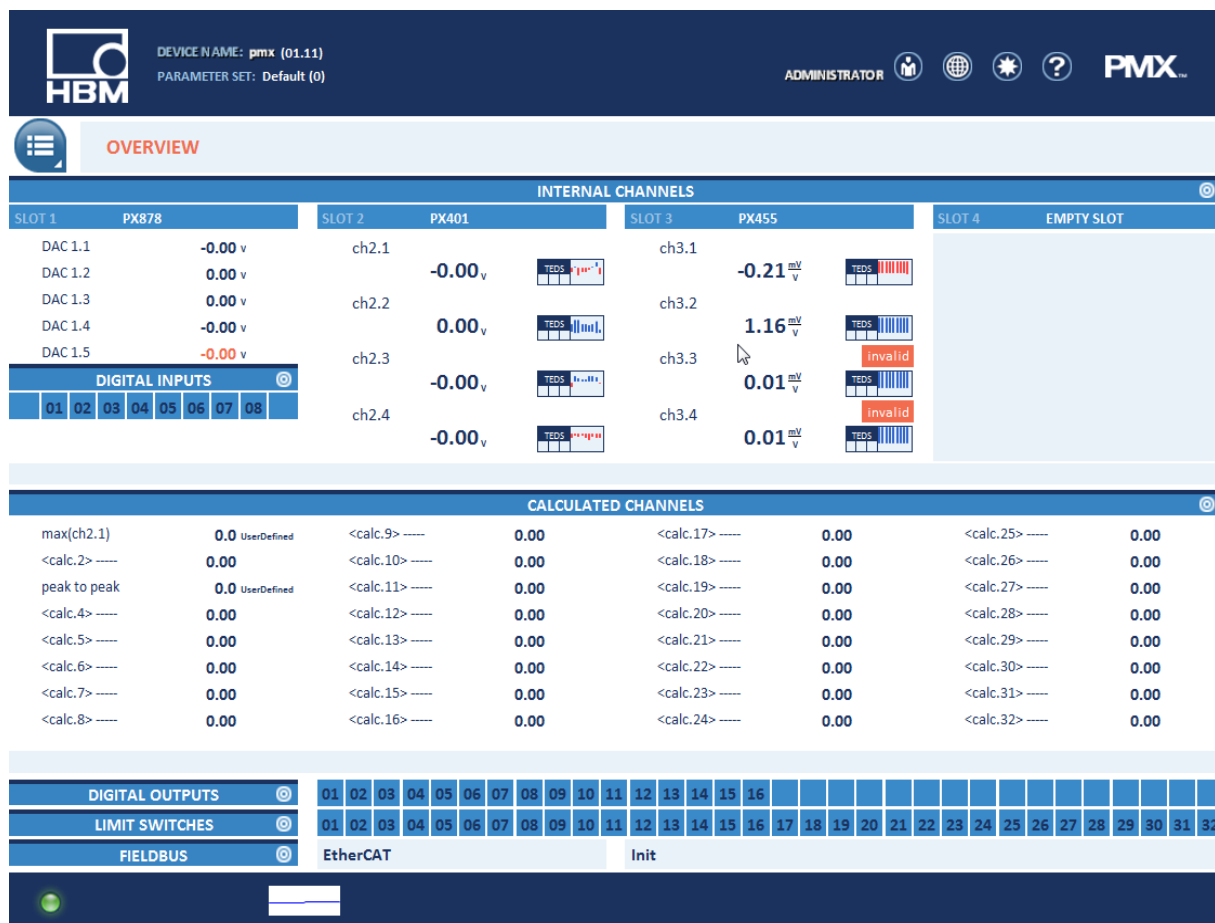 HBM
DEVICE NAME: pmx (01.11)
PARAMETER SET: Default (0)
ADMINISTRATOR
?
PMX™
OVERVIEW
INTERNAL CHANNELS
SLOT 1 PX878
DAC 1.1 -0.00 V
DAC 1.2 0.00 V
DAC 1.3 0.00 V
DAC 1.4 -0.00 V
DAC 1.5 -0.00 V
DIGITAL INPUTS
01 02 03 04 05 06 07 08
SLOT 2 PX401
ch2.1
-0.00 V TEDS
ch2.2
0.00 V TEDS
ch2.3
-0.00 V TEDS
ch2.4
-0.00 V TEDS
SLOT 3 PX455
ch3.1
-0.21 mV/V TEDS
ch3.2
1.16 mV/V TEDS
ch3.3 invalid
0.01 mV/V TEDS
ch3.4 invalid
0.01 mV/V TEDS
SLOT 4 EMPTY SLOT
CALCULATED CHANNELS
max(ch2.1) 0.0 UserDefined <calc.9> ----- 0.00 <calc.17> ----- 0.00 <calc.25> ----- 0.00
<calc.2> ----- 0.00 <calc.10> ----- 0.00 <calc.18> ----- 0.00 <calc.26> ----- 0.00
peak to peak 0.0 UserDefined <calc.11> ----- 0.00 <calc.19> ----- 0.00 <calc.27> ----- 0.00
<calc.4> ----- 0.00 <calc.12> ----- 0.00 <calc.20> ----- 0.00 <calc.28> ----- 0.00
<calc.5> ----- 0.00 <calc.13> ----- 0.00 <calc.21> ----- 0.00 <calc.29> ----- 0.00
<calc.6> ----- 0.00 <calc.14> ----- 0.00 <calc.22> ----- 0.00 <calc.30> ----- 0.00
<calc.7> ----- 0.00 <calc.15> ----- 0.00 <calc.23> ----- 0.00 <calc.31> ----- 0.00
<calc.8> ----- 0.00 <calc.16> ----- 0.00 <calc.24> ----- 0.00 <calc.32> ----- 0.00
DIGITAL OUTPUTS 01 02 03 04 05 06 07 08 09 10 11 12 13 14 15 16
LIMIT SWITCHES 01 02 03 04 05 06 07 08 09 10 11 12 13 14 15 16 17 18 19 20 21 22 23 24 25 26 27 28 29 30 31 32
FIELDBUS EtherCAT Init